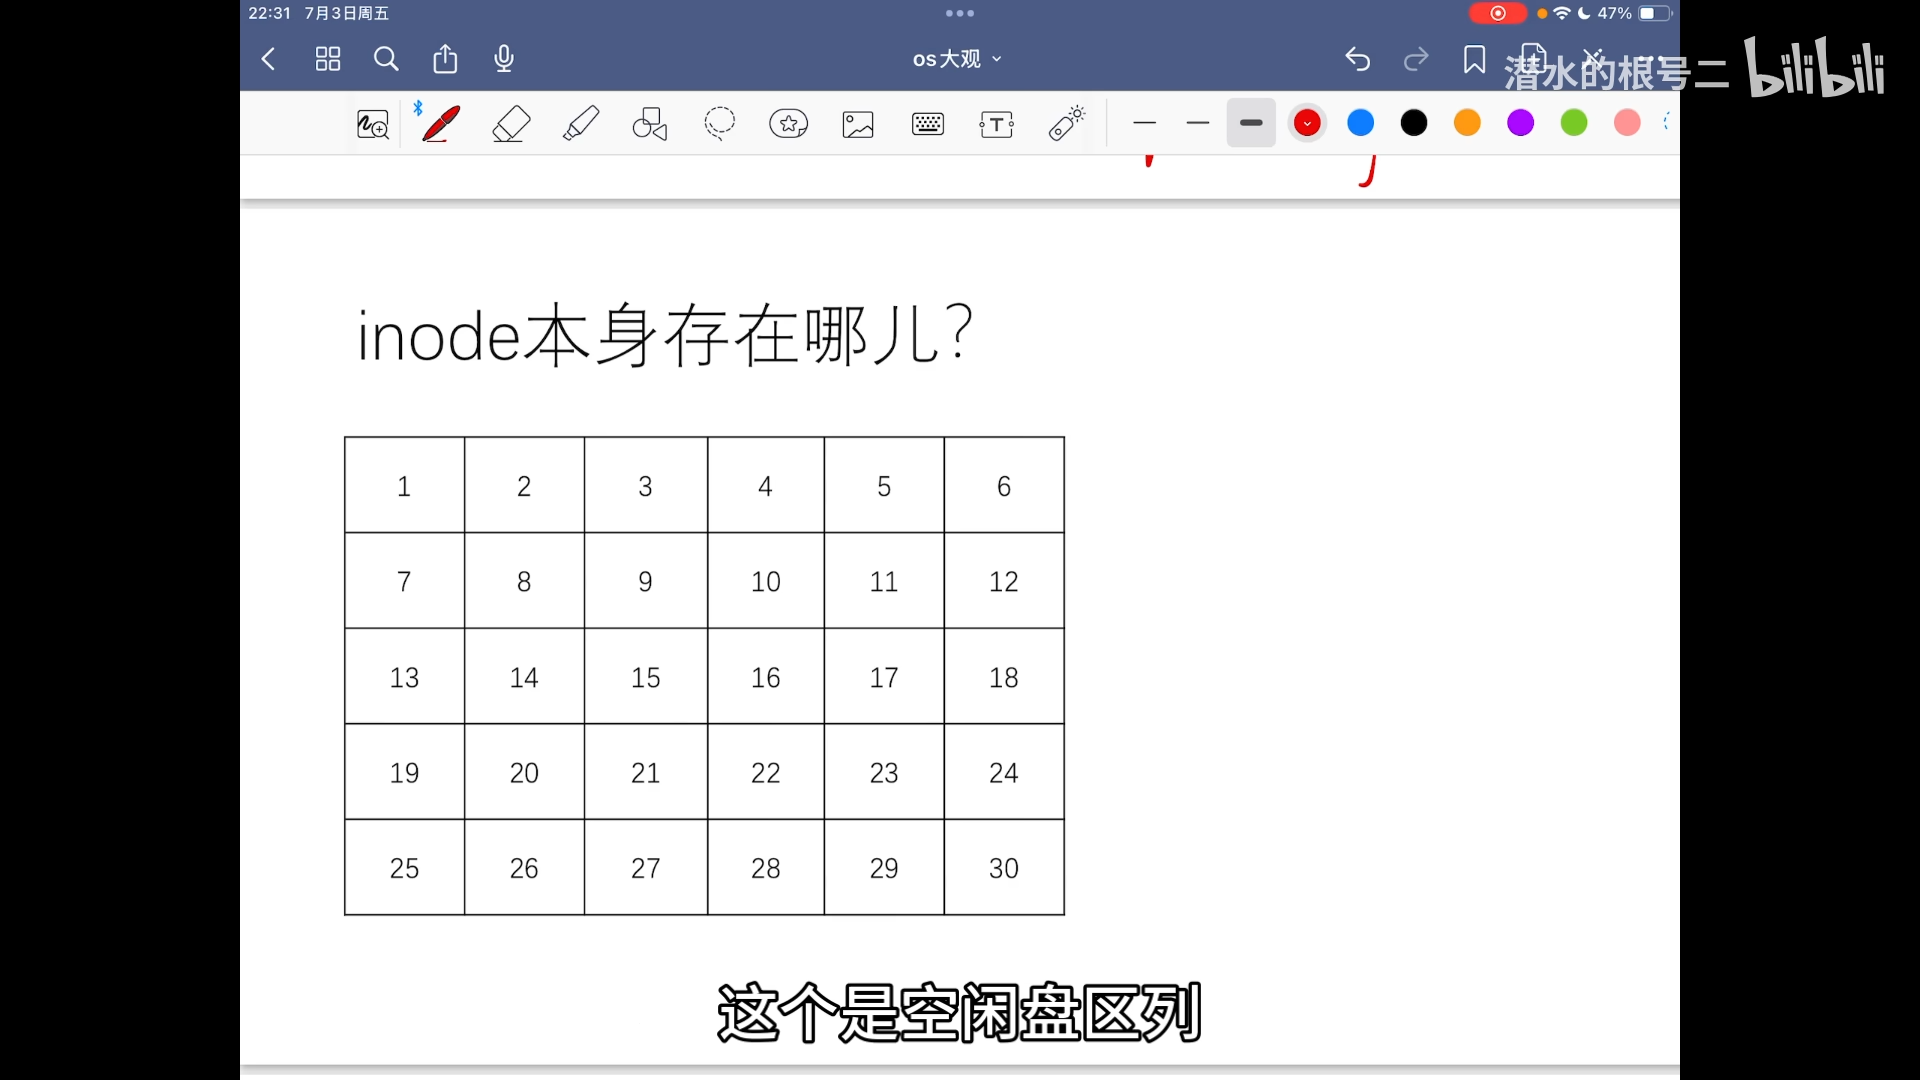 22:31 7月3日周五
47%
os大观
潜水的根号二 bilibili
inode本身存在哪儿？
1 2 3 4 5 6
7 8 9 10 11 12
13 14 15 16 17 18
19 20 21 22 23 24
25 26 27 28 29 30
这个是空闲盘区列